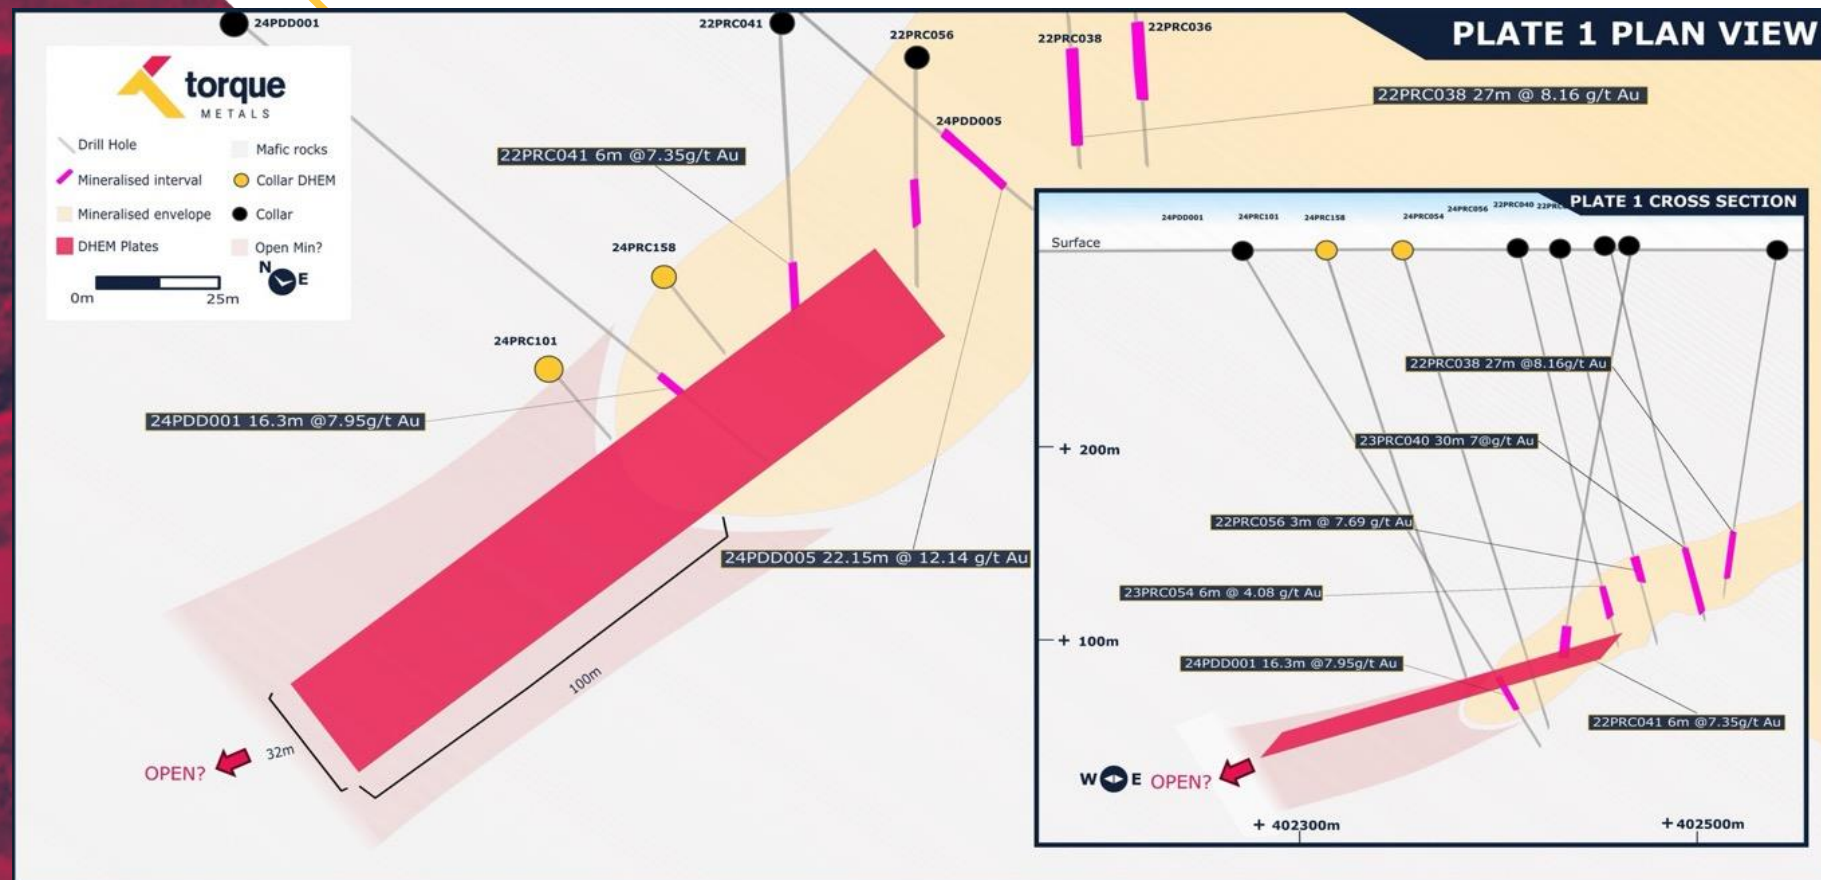 PLATE 1 PLAN VIEW
24PDD001
22PRC041
22PRC056
22PRC038
22PRC036
torque
METALS
Drill Hole
Mafic rocks
Mineralised interval
Collar DHEM
Mineralised envelope
Collar
DHEM Plates
Open Min?
N
E
0m
25m
22PRC038 27m @ 8.16 g/t Au
24PDD005
22PRC041 6m @7.35g/t Au
24PRC158
24PRC101
24PDD001 16.3m @7.95g/t Au
24PDD005 22.15m @ 12.14 g/t Au
100m
32m
OPEN?
PLATE 1 CROSS SECTION
24PDD001
24PRC101
24PRC158
24PRC054
24PRC056
22PRC040
Surface
22PRC038 27m @8.16g/t Au
23PRC040 30m 7@g/t Au
+ 200m
22PRC056 3m @ 7.69 g/t Au
23PRC054 6m @ 4.08 g/t Au
+ 100m
24PDD001 16.3m @7.95g/t Au
22PRC041 6m @7.35g/t Au
W E OPEN?
+ 402300m
+ 402500m